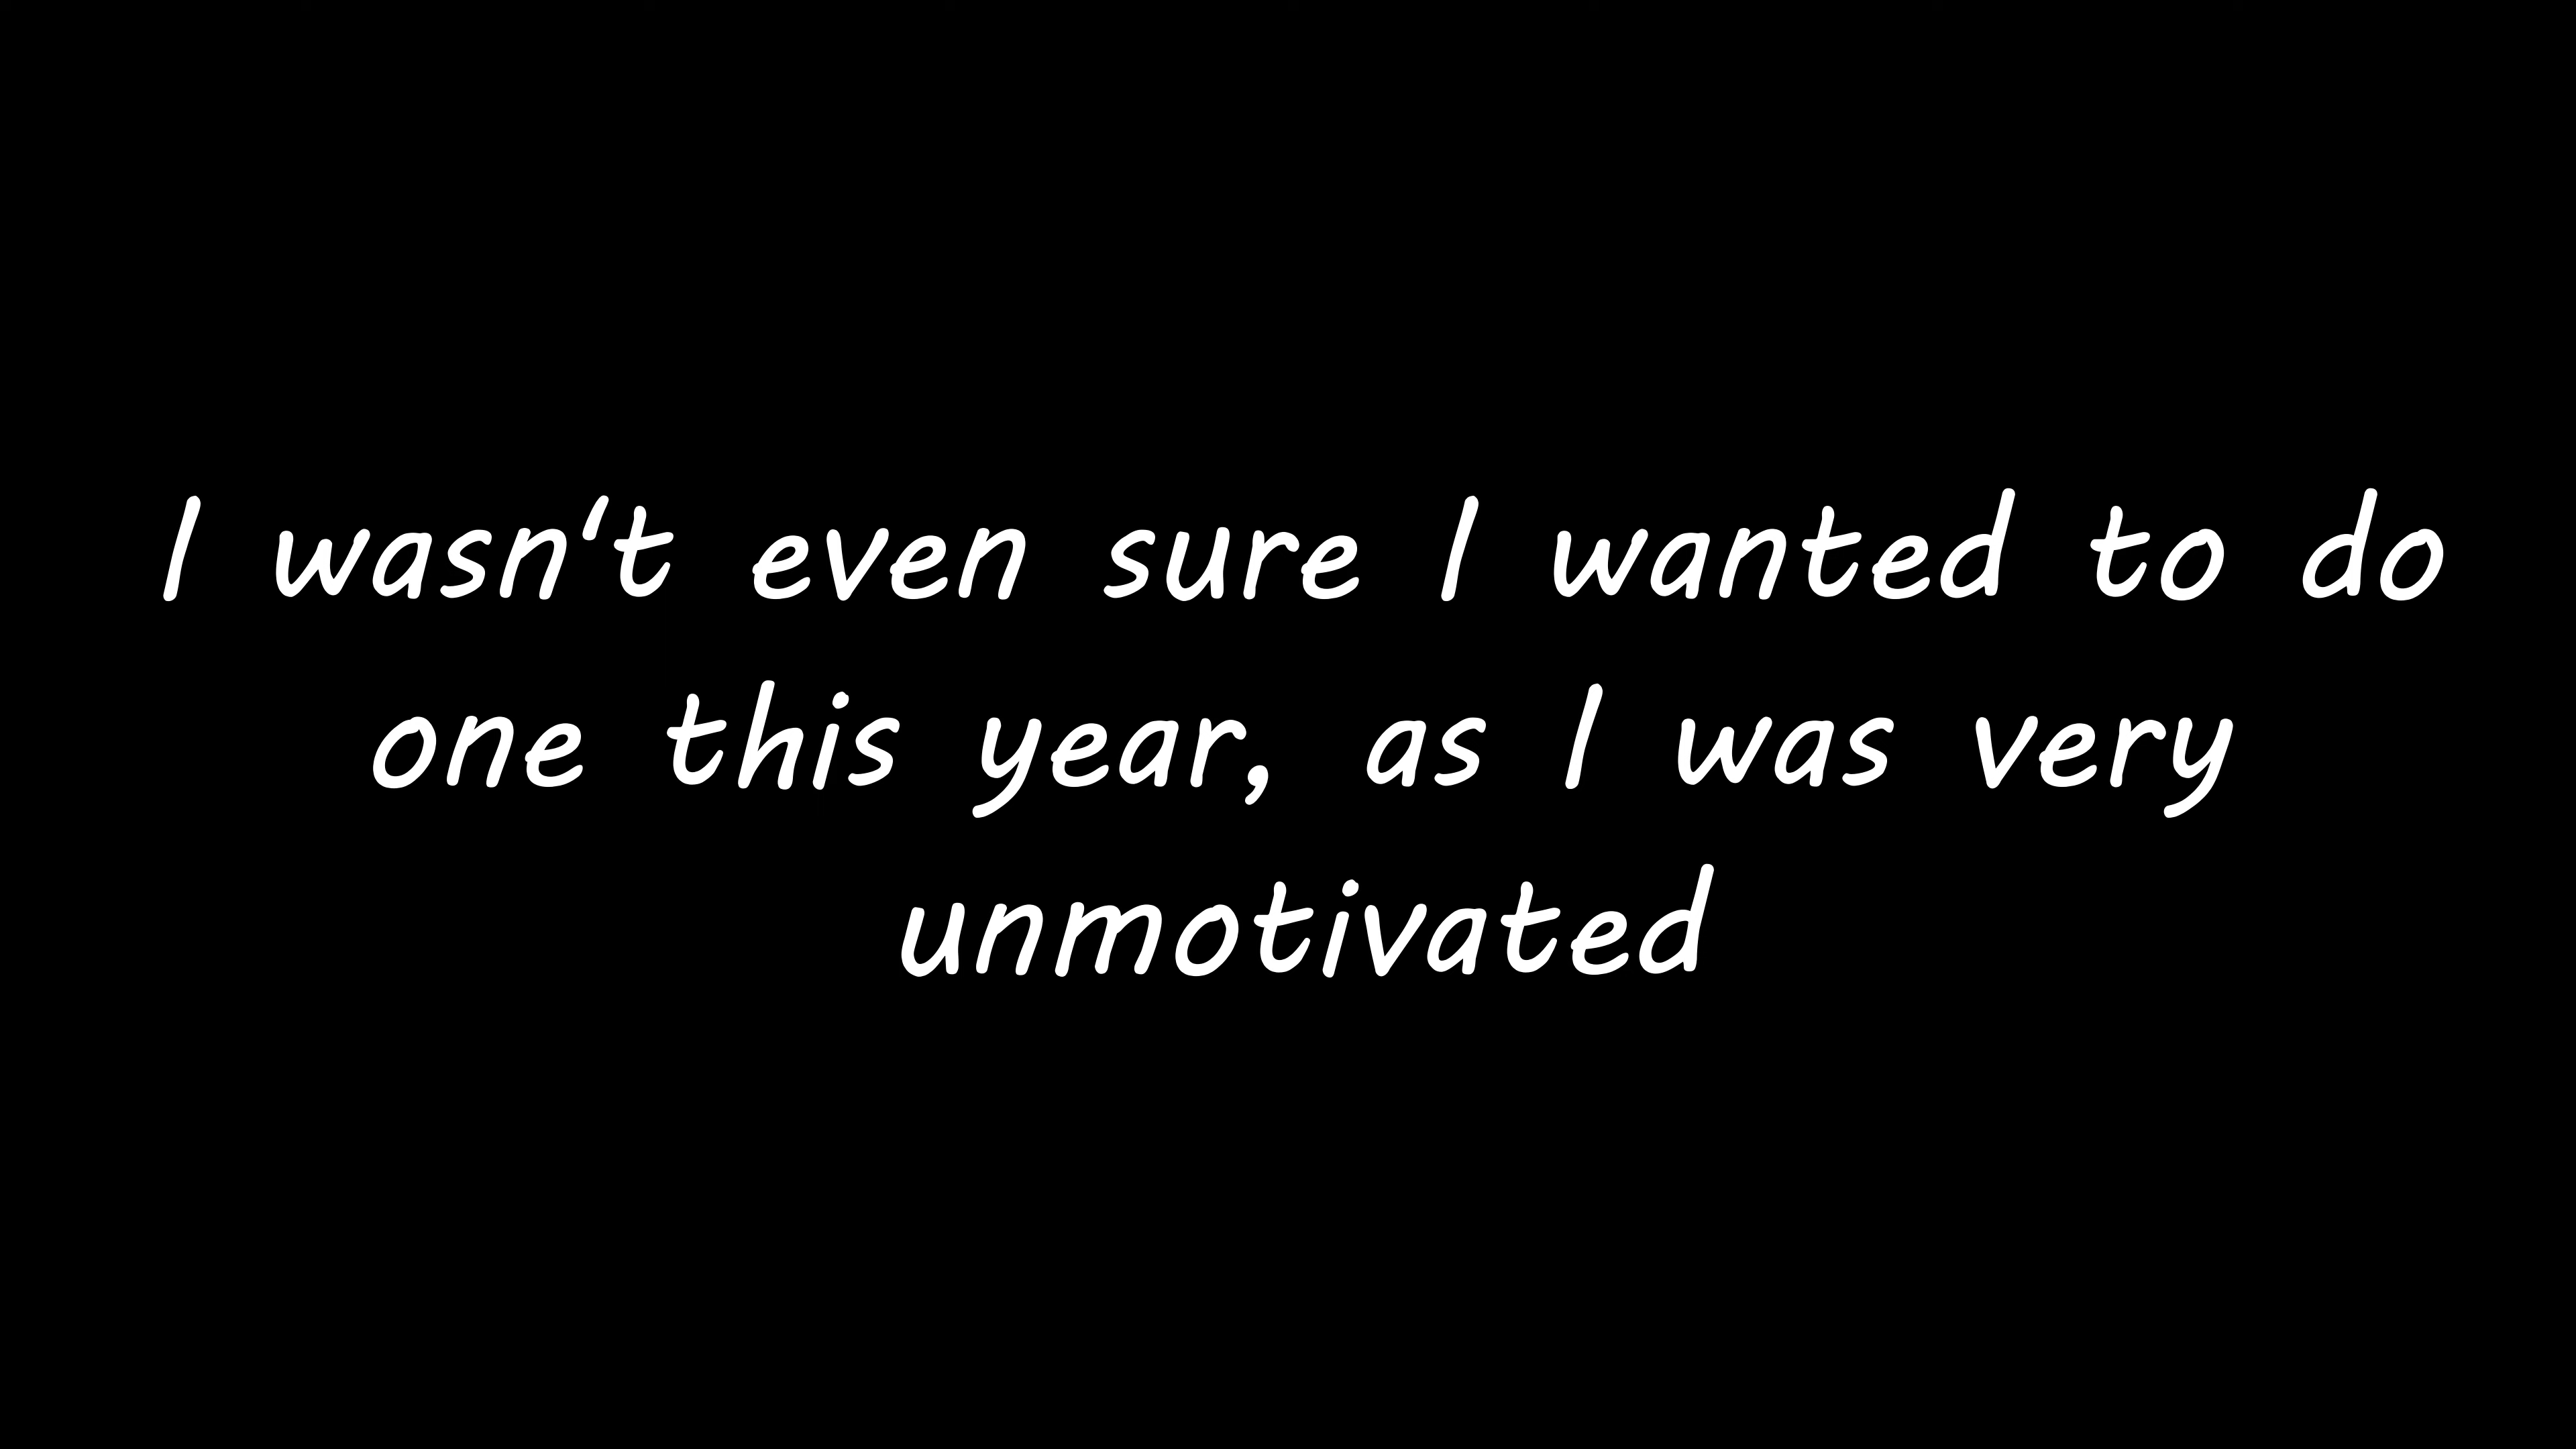 I wasn‘t even sure I wanted to do
one this year, as I was very
unmotivated